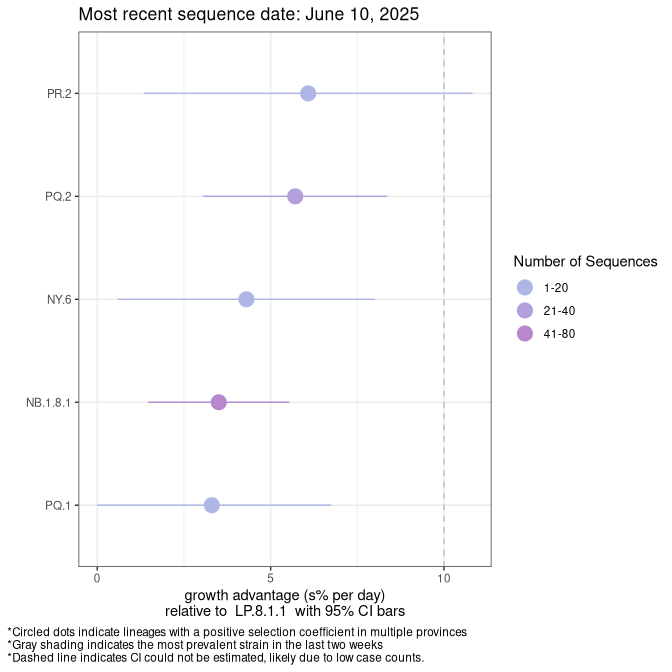 Most recent sequence date: June 10, 2025
PR.2
PQ.2
NY.6
NB.1.8.1
PQ.1
0
5
10
growth advantage (s% per day)
relative to  LP.8.1.1  with 95% CI bars
Number of Sequences
1-20
21-40
41-80
*Circled dots indicate lineages with a positive selection coefficient in multiple provinces
*Gray shading indicates the most prevalent strain in the last two weeks
*Dashed line indicates CI could not be estimated, likely due to low case counts.